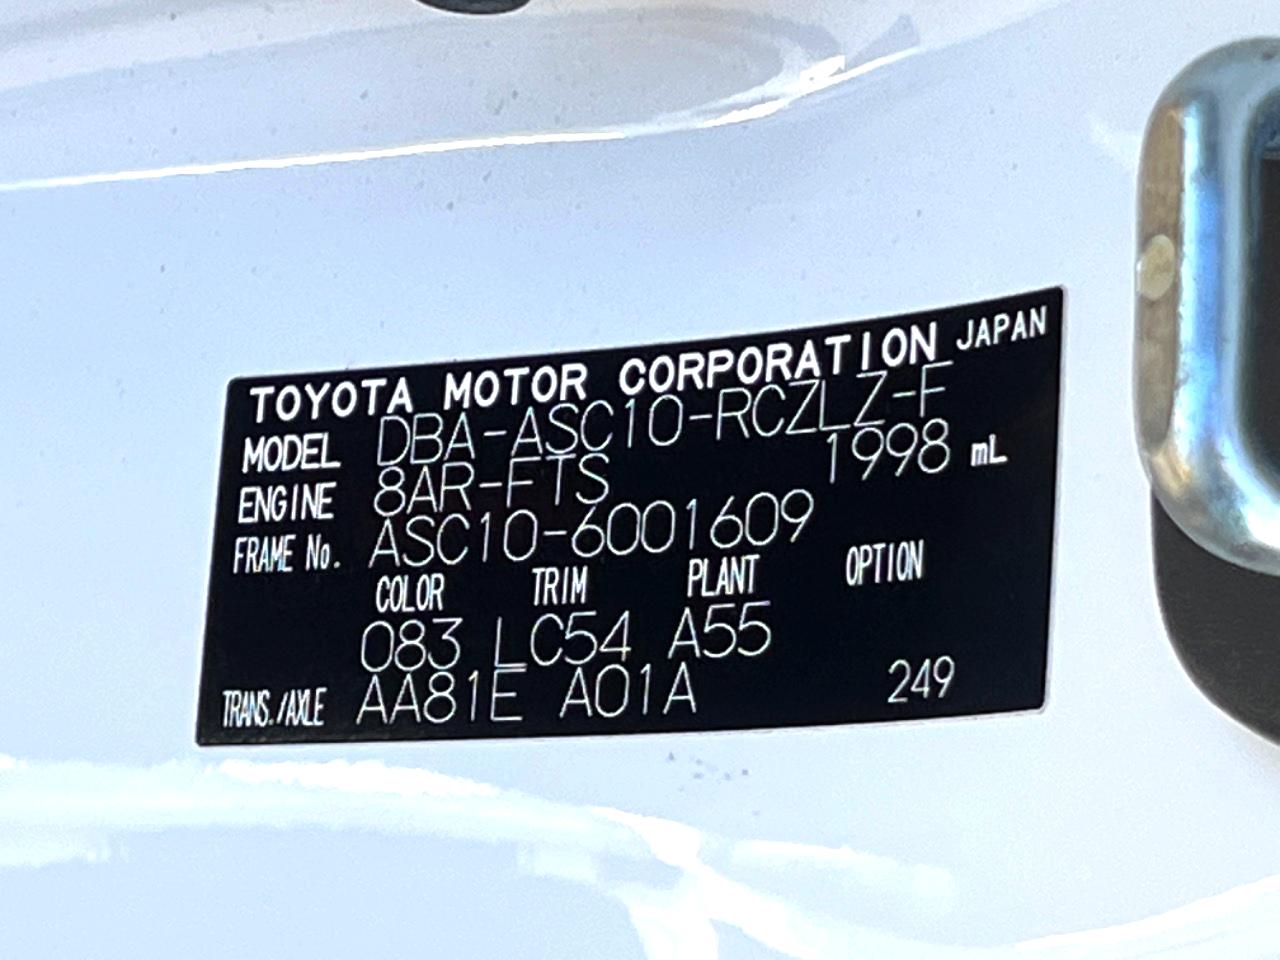 TOYOTA MOTOR CORPORATION JAPAN
MODEL DBA-ASC10-RCZLZ-F
ENGINE 8AR-FTS 1998 mL
FRAME No. ASC10-6001609
COLOR TRIM PLANT OPTION
083 LC54 A55
TRANS./AXLE AA81E A01A 249